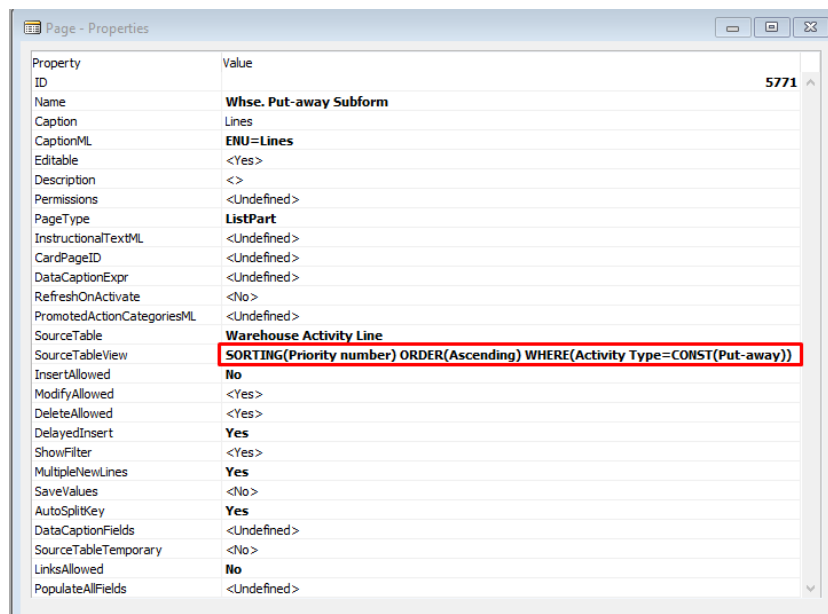 Page - Properties
Property Value
ID 5771
Name Whse. Put-away Subform
Caption Lines
CaptionML ENU=Lines
Editable <Yes>
Description <>
Permissions <Undefined>
PageType ListPart
InstructionalTextML <Undefined>
CardPageID <Undefined>
DataCaptionExpr <Undefined>
RefreshOnActivate <No>
PromotedActionCategoriesML <Undefined>
SourceTable Warehouse Activity Line
SourceTableView SORTING(Priority number) ORDER(Ascending) WHERE(Activity Type=CONST(Put-away))
InsertAllowed No
ModifyAllowed <Yes>
DeleteAllowed <Yes>
DelayedInsert Yes
ShowFilter <Yes>
MultipleNewLines Yes
SaveValues <No>
AutoSplitKey Yes
DataCaptionFields <Undefined>
SourceTableTemporary <No>
LinksAllowed No
PopulateAllFields <Undefined>